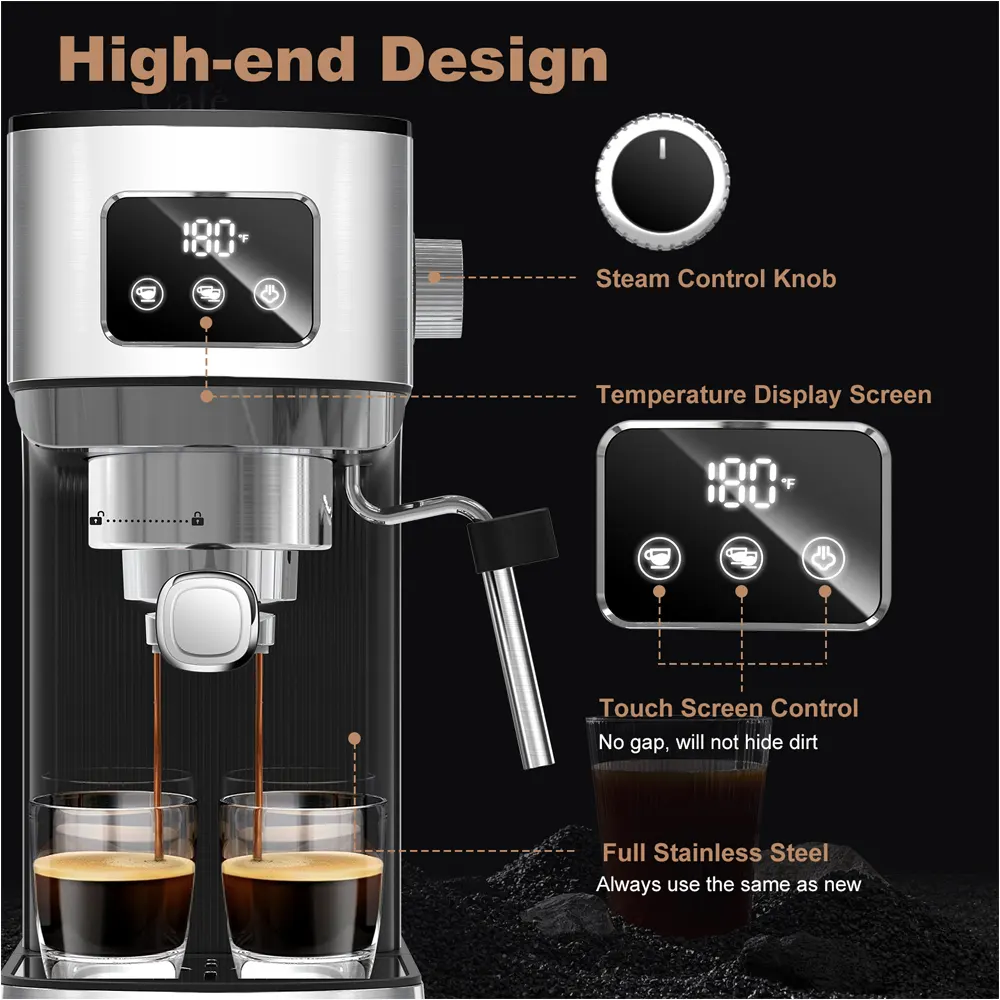 High-end Design
Café
180°F
Steam Control Knob
Temperature Display Screen
180°F
Touch Screen Control
No gap, will not hide dirt
Full Stainless Steel
Always use the same as new